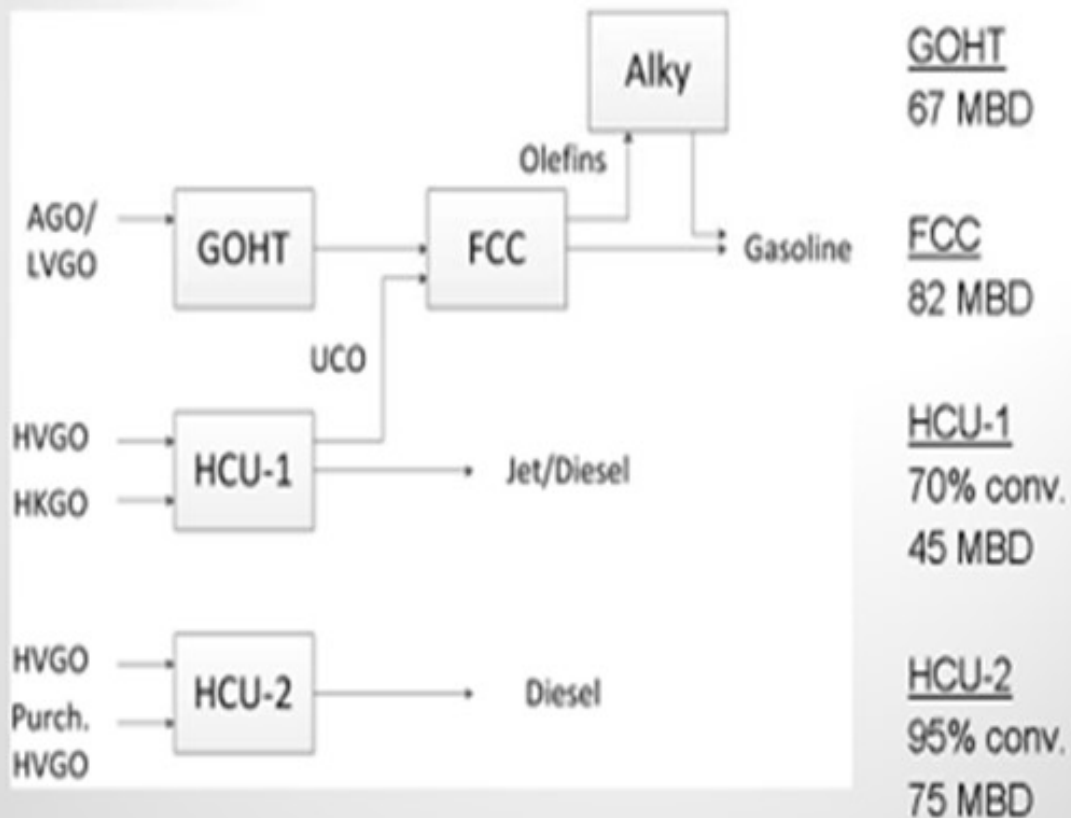 Alky
Olefins
AGO/
LVGO
GOHT
FCC
Gasoline
UCO
HVGO
HKGO
HCU-1
Jet/Diesel
HVGO
Purch.
HVGO
HCU-2
Diesel
GOHT
67 MBD
FCC
82 MBD
HCU-1
70% conv.
45 MBD
HCU-2
95% conv.
75 MBD